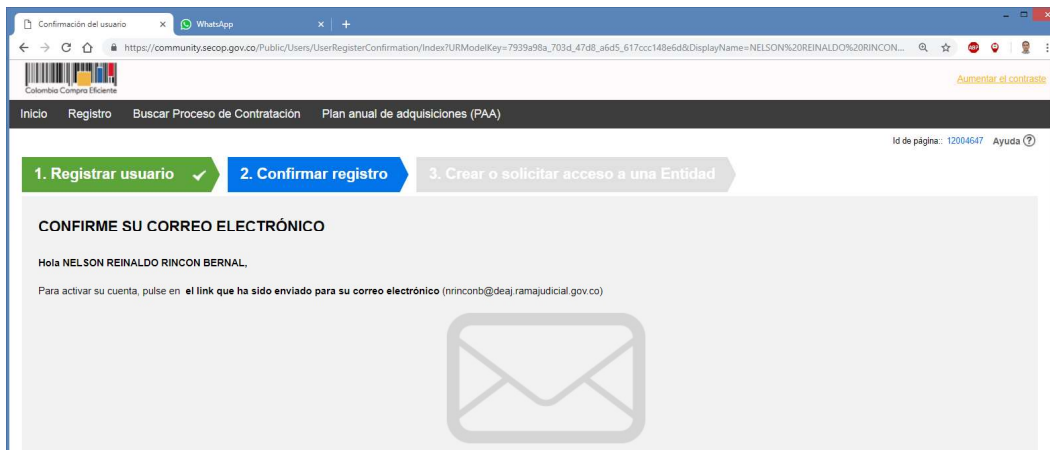 Confirmación del usuario
WhatsApp
https://community.secop.gov.co/Public/Users/UserRegisterConfirmation/Index?URModelKey=7939a98a_703d_47d8_a6d5_617ccc148e6d&DisplayName=NELSON%20REINALDO%20RINCON...
ABP
Colombia Compra Eficiente
Aumentar el contraste
Inicio Registro Buscar Proceso de Contratación Plan anual de adquisiciones (PAA)
Id de página:: 12004647 Ayuda ?
1. Registrar usuario 2. Confirmar registro 3. Crear o solicitar acceso a una Entidad
CONFIRME SU CORREO ELECTRÓNICO
Hola NELSON REINALDO RINCON BERNAL,
Para activar su cuenta, pulse en el link que ha sido enviado para su correo electrónico (nrinconb@deaj.ramajudicial.gov.co)